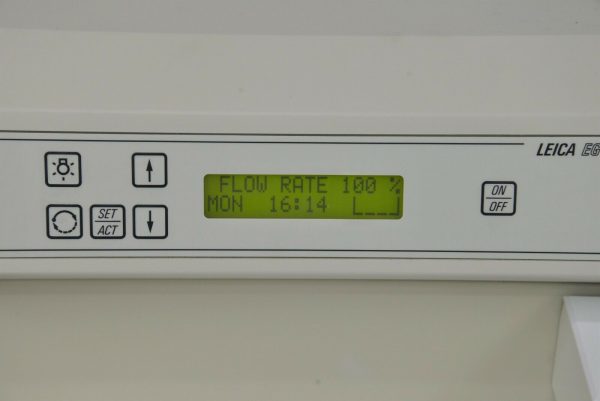 LEICA EG
FLOW RATE 100 %
MON 16:14
SET
ACT
ON
OFF